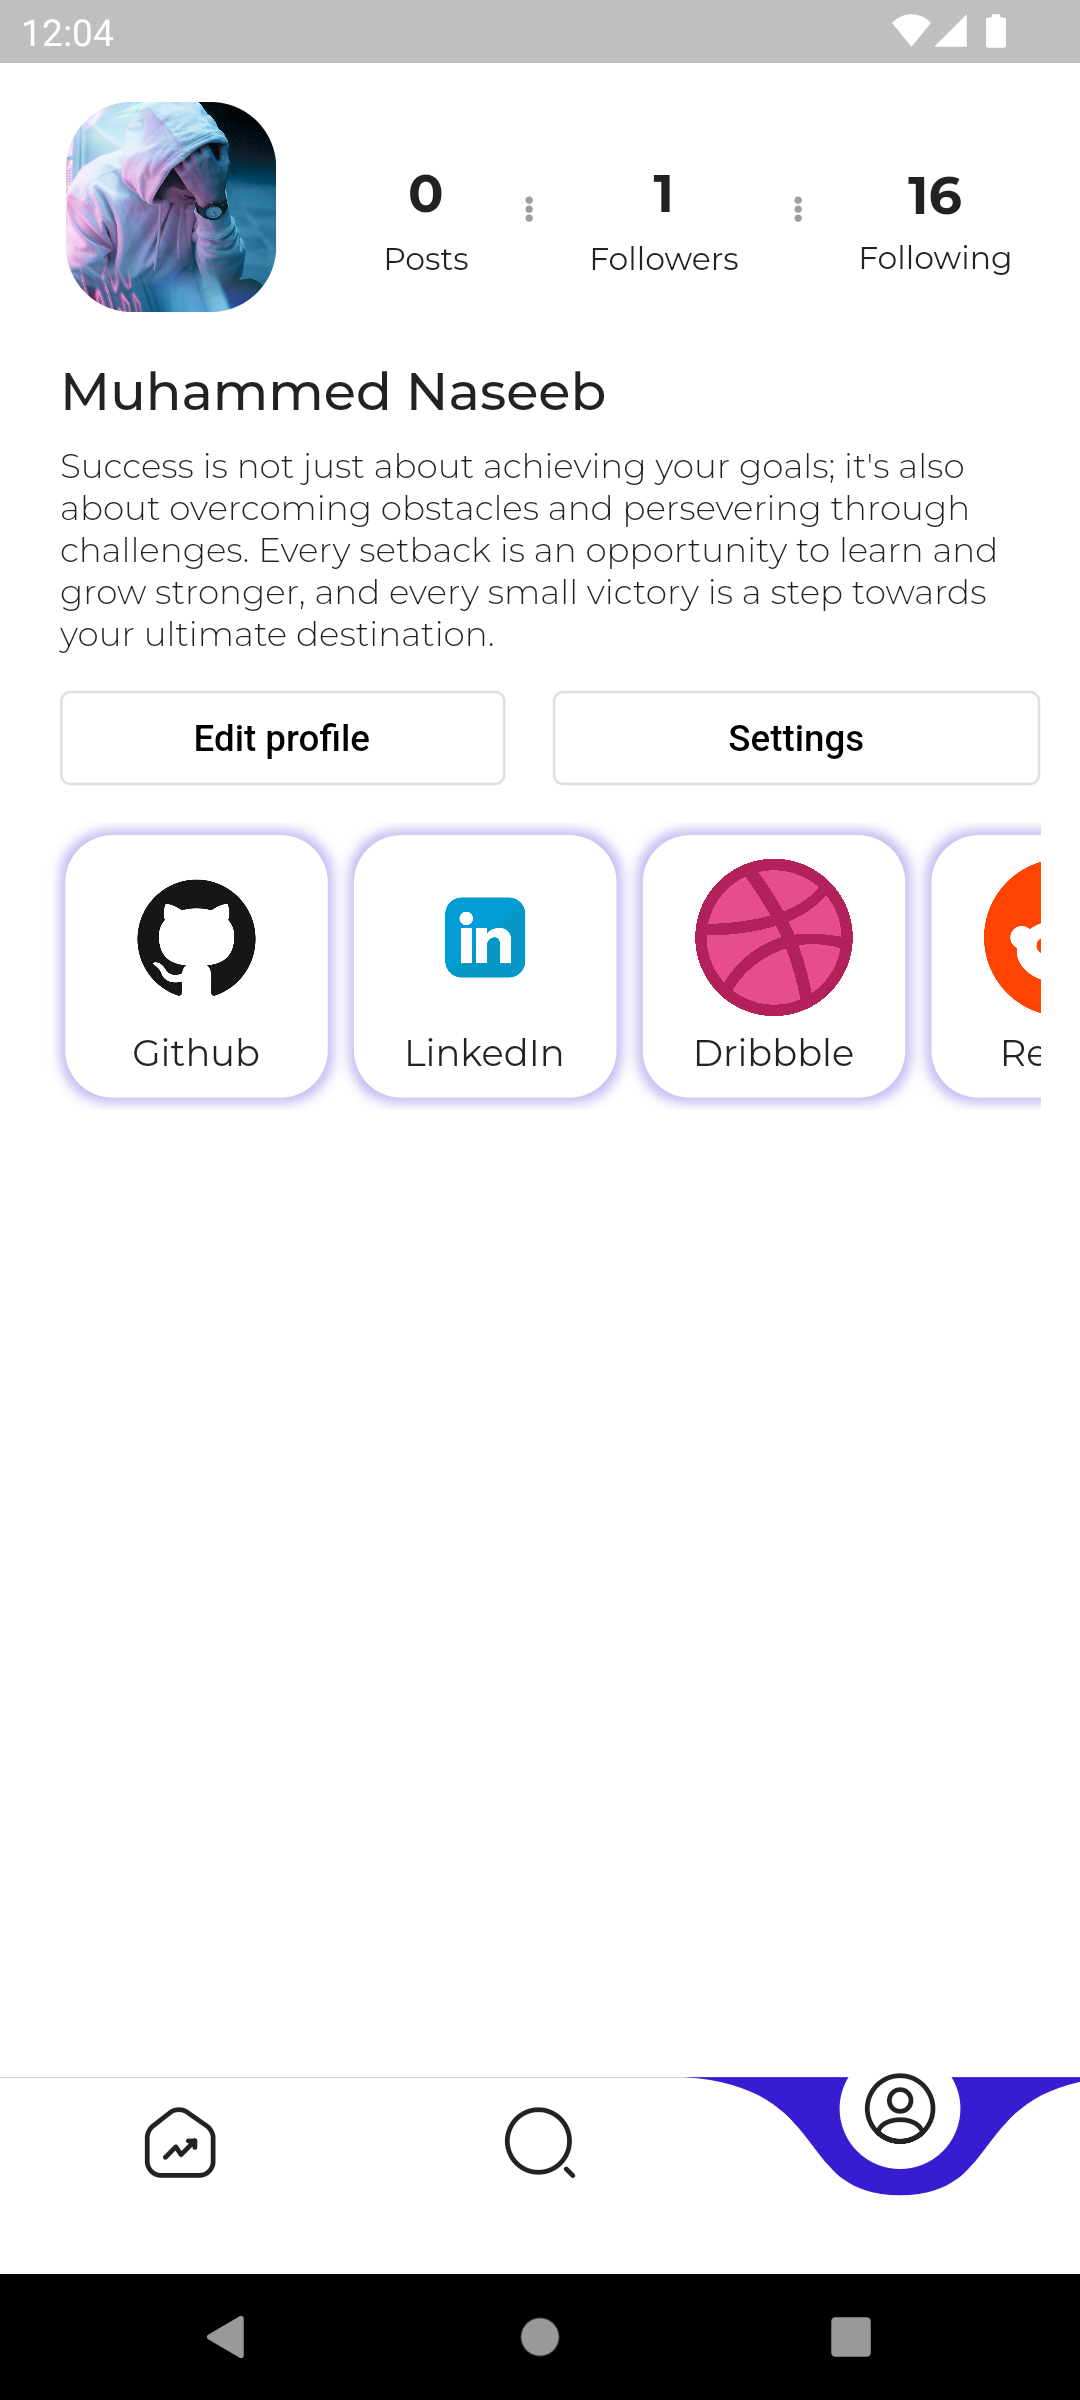 12:04
0
1
16
Posts
Followers
Following
Muhammed Naseeb
Success is not just about achieving your goals; it's also
about overcoming obstacles and persevering through
challenges. Every setback is an opportunity to learn and
grow stronger, and every small victory is a step towards
your ultimate destination.
Edit profile
Settings
in
Github
LinkedIn
Dribbble
Re